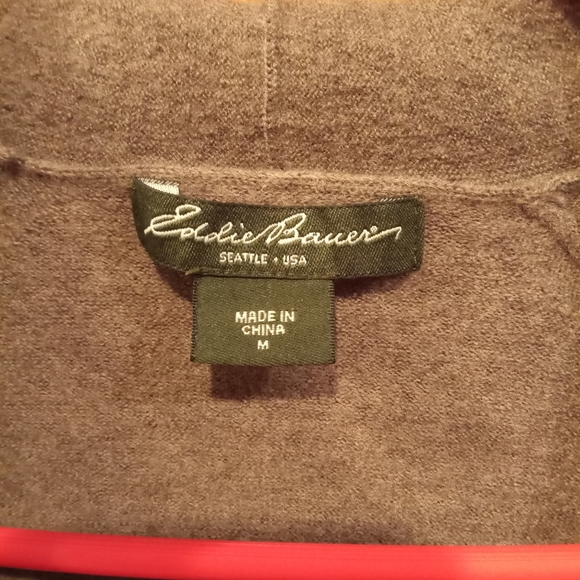 Eddie Bauer
SEATTLE • USA
MADE IN
CHINA
M